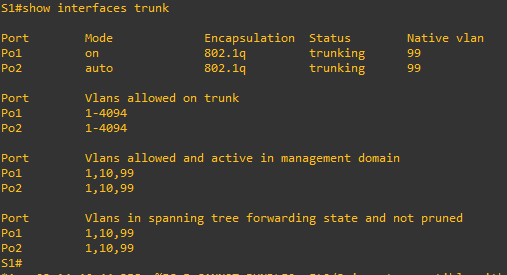 S1#show interfaces trunk
Port Mode Encapsulation Status Native vlan
Po1 on 802.1q trunking 99
Po2 auto 802.1q trunking 99
Port Vlans allowed on trunk
Po1 1-4094
Po2 1-4094
Port Vlans allowed and active in management domain
Po1 1,10,99
Po2 1,10,99
Port Vlans in spanning tree forwarding state and not pruned
Po1 1,10,99
Po2 1,10,99
S1#